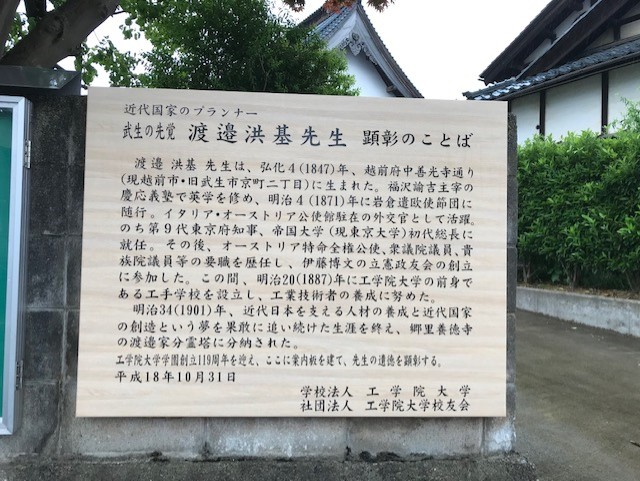 近代国家のプランナー
武生の先覚 渡邉洪基先生 顕彰のことば
渡邉 洪基 先生は、弘化4(1847)年、越前府中善光寺通り
(現越前市・旧武生市京町二丁目)に生まれた。福沢諭吉主宰の
慶応義塾で英学を修め、明治4(1871)年に岩倉遣欧使節団に
随行。イタリア・オーストリア公使館駐在の外交官として活躍。
のち第9代東京府知事、帝国大学(現東京大学)初代総長に
就任。その後、オーストリア特命全権公使、衆議院議員、貴
族院議員等の要職を歴任し、伊藤博文の立憲政友会の創立
に参加した。この間、明治20(1887)年に工学院大学の前身で
ある工手学校を設立し、工業技術者の養成に努めた。
明治34(1901)年、近代日本を支える人材の養成と近代国家
の創造という夢を果敢に追い続けた生涯を終え、郷里養徳寺
の渡邉家分霊塔に分納された。
工学院大学学園創立119周年を迎え、ここに案内板を建て、先生の遺徳を顕彰する。
平成18年10月31日
学校法人 工学院大学
社団法人 工学院大学校友会